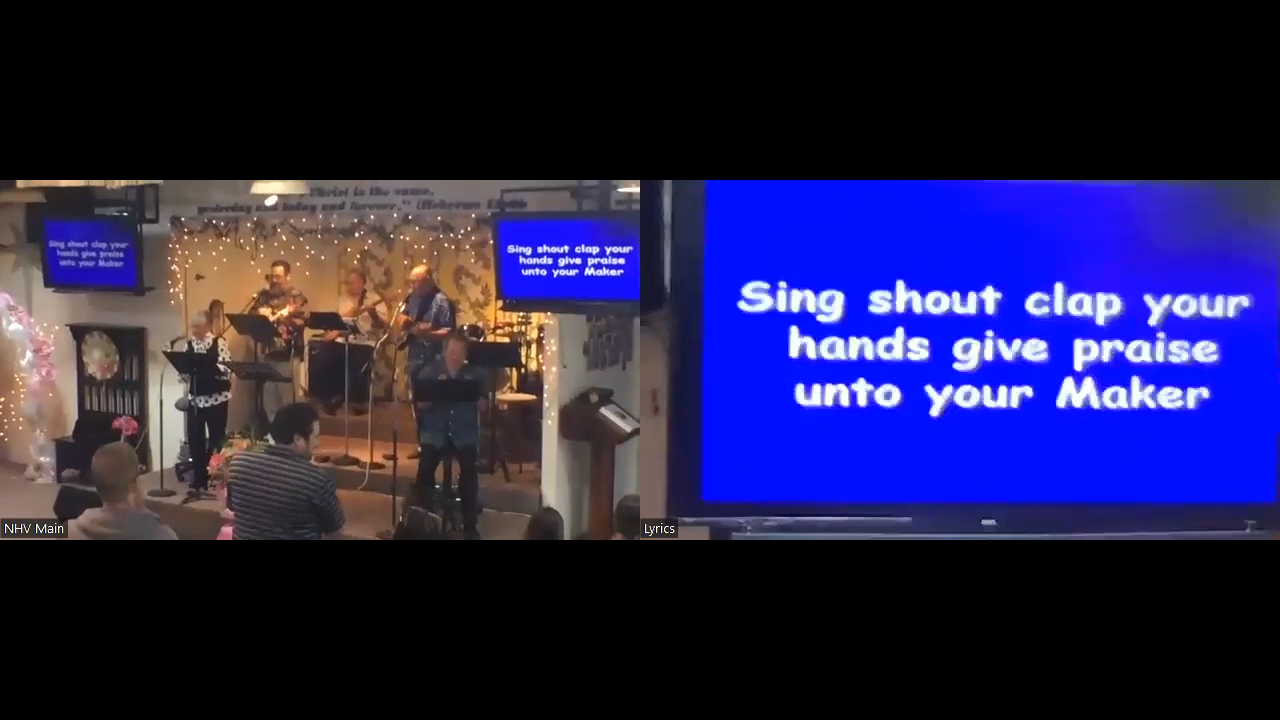 Christ is the same,
yesterday and today and forever." (Hebrews
Sing shout clap your
hands give praise
unto your Maker
Sing shout clap your
hands give praise
unto your Maker
Sing shout clap your
hands give praise
unto your Maker
NHV Main
Lyrics